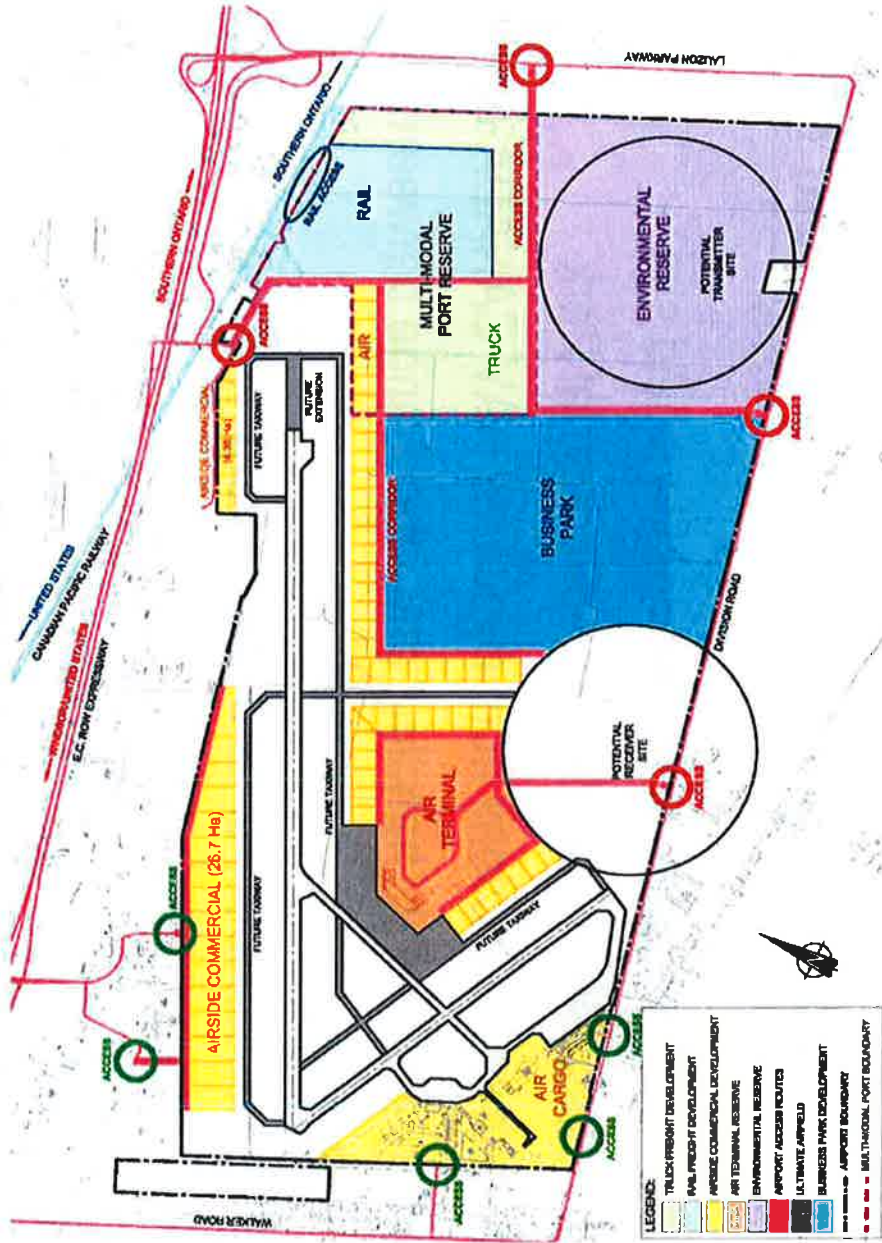 UNITED STATES
CANADIAN PACIFIC RAILWAY
WINDSOR/UNITED STATES
E.C. ROW EXPRESSWAY
SOUTHERN ONTARIO
SOUTHERN ONTARIO
RAIL ACCESS
RAIL
LAUZON PARKWAY
ACCESS
ACCESS
AIRSIDE COMMERCIAL
FUTURE TAXIWAY
FUTURE EXTENSION
AIR
MULTI-MODAL
PORT RESERVE
TRUCK
ACCESS CORRIDOR
ENVIRONMENTAL
RESERVE
POTENTIAL
TRANSMITTER
SITE
ACCESS
ACCESS CORRIDOR
BUSINESS
PARK
DIVISION ROAD
ACCESS
ACCESS
AIRSIDE COMMERCIAL (26.7 Ha)
FUTURE TAXIWAY
FUTURE TAXIWAY
AIR
TERMINAL
POTENTIAL
RECEIVER
SITE
ACCESS
FUTURE TAXIWAY
AIR
CARGO
ACCESS
ACCESS
ACCESS
WALKER ROAD
LEGEND:
TRUCK FREIGHT DEVELOPMENT
RAIL FREIGHT DEVELOPMENT
AIRSIDE COMMERCIAL DEVELOPMENT
AIR TERMINAL RESERVE
ENVIRONMENTAL RESERVE
AIRPORT ACCESS ROUTES
ULTIMATE AIRFIELD
BUSINESS PARK DEVELOPMENT
AIRPORT BOUNDARY
MULTI-MODAL PORT BOUNDARY